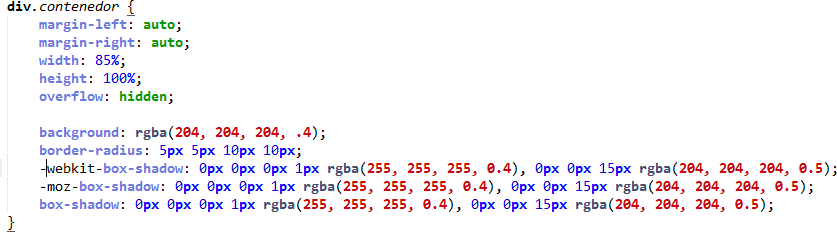 div.contenedor {
margin-left: auto;
margin-right: auto;
width: 85%;
height: 100%;
overflow: hidden;
background: rgba(204, 204, 204, .4);
border-radius: 5px 5px 10px 10px;
-webkit-box-shadow: 0px 0px 0px 1px rgba(255, 255, 255, 0.4), 0px 0px 15px rgba(204, 204, 204, 0.5);
-moz-box-shadow: 0px 0px 0px 1px rgba(255, 255, 255, 0.4), 0px 0px 15px rgba(204, 204, 204, 0.5);
box-shadow: 0px 0px 0px 1px rgba(255, 255, 255, 0.4), 0px 0px 15px rgba(204, 204, 204, 0.5);
}